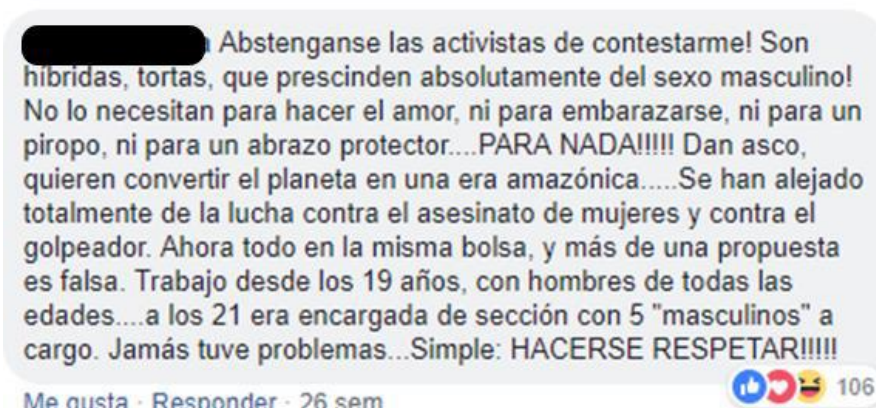 Abstenganse las activistas de contestarme! Son
híbridas, tortas, que prescinden absolutamente del sexo masculino!
No lo necesitan para hacer el amor, ni para embarazarse, ni para un
piropo, ni para un abrazo protector....PARA NADA!!!!! Dan asco,
quieren convertir el planeta en una era amazónica.....Se han alejado
totalmente de la lucha contra el asesinato de mujeres y contra el
golpeador. Ahora todo en la misma bolsa, y más de una propuesta
es falsa. Trabajo desde los 19 años, con hombres de todas las
edades....a los 21 era encargada de sección con 5 "masculinos" a
cargo. Jamás tuve problemas...Simple: HACERSE RESPETAR!!!!!
106
Me gusta · Responder · 26 sem